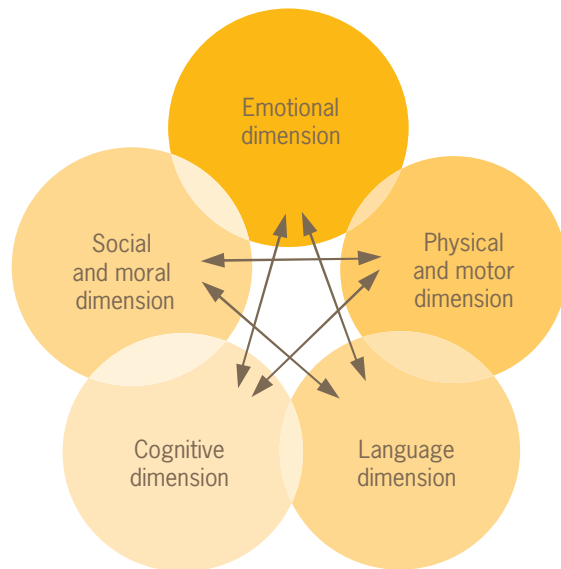 Emotional
dimension
Social
and moral
dimension
Physical
and motor
dimension
Cognitive
dimension
Language
dimension